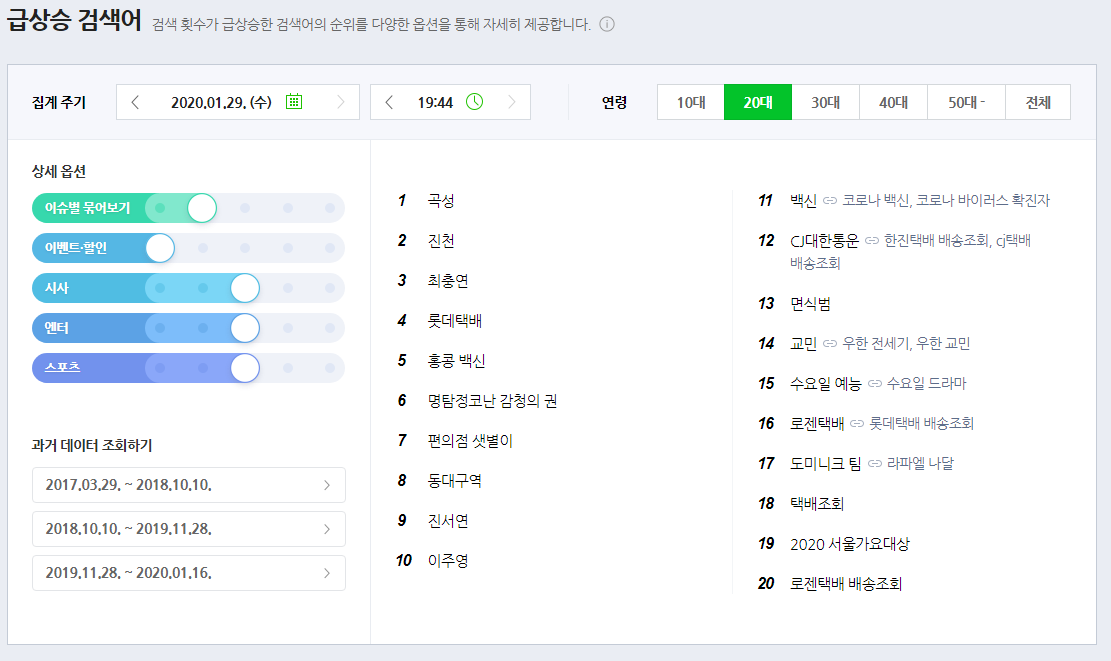 급상승 검색어 검색 횟수가 급상승한 검색어의 순위를 다양한 옵션을 통해 자세히 제공합니다.
집계 주기 2020.01.29. (수) 19:44 연령 10대 20대 30대 40대 50대 - 전체
상세 옵션
이슈별 묶어보기
이벤트·할인
시사
엔터
스포츠
과거 데이터 조회하기
2017.03.29. ~ 2018.10.10.
2018.10.10. ~ 2019.11.28.
2019.11.28. ~ 2020.01.16.
1 곡성
2 진천
3 최충연
4 롯데택배
5 홍콩 백신
6 명탐정코난 감청의 권
7 편의점 샛별이
8 동대구역
9 진서연
10 이주영
11 백신 코로나 백신, 코로나 바이러스 확진자
12 CJ대한통운 한진택배 배송조회, cj택배
배송조회
13 면식범
14 교민 우한 전세기, 우한 교민
15 수요일 예능 수요일 드라마
16 로젠택배 롯데택배 배송조회
17 도미니크 팀 라파엘 나달
18 택배조회
19 2020 서울가요대상
20 로젠택배 배송조회